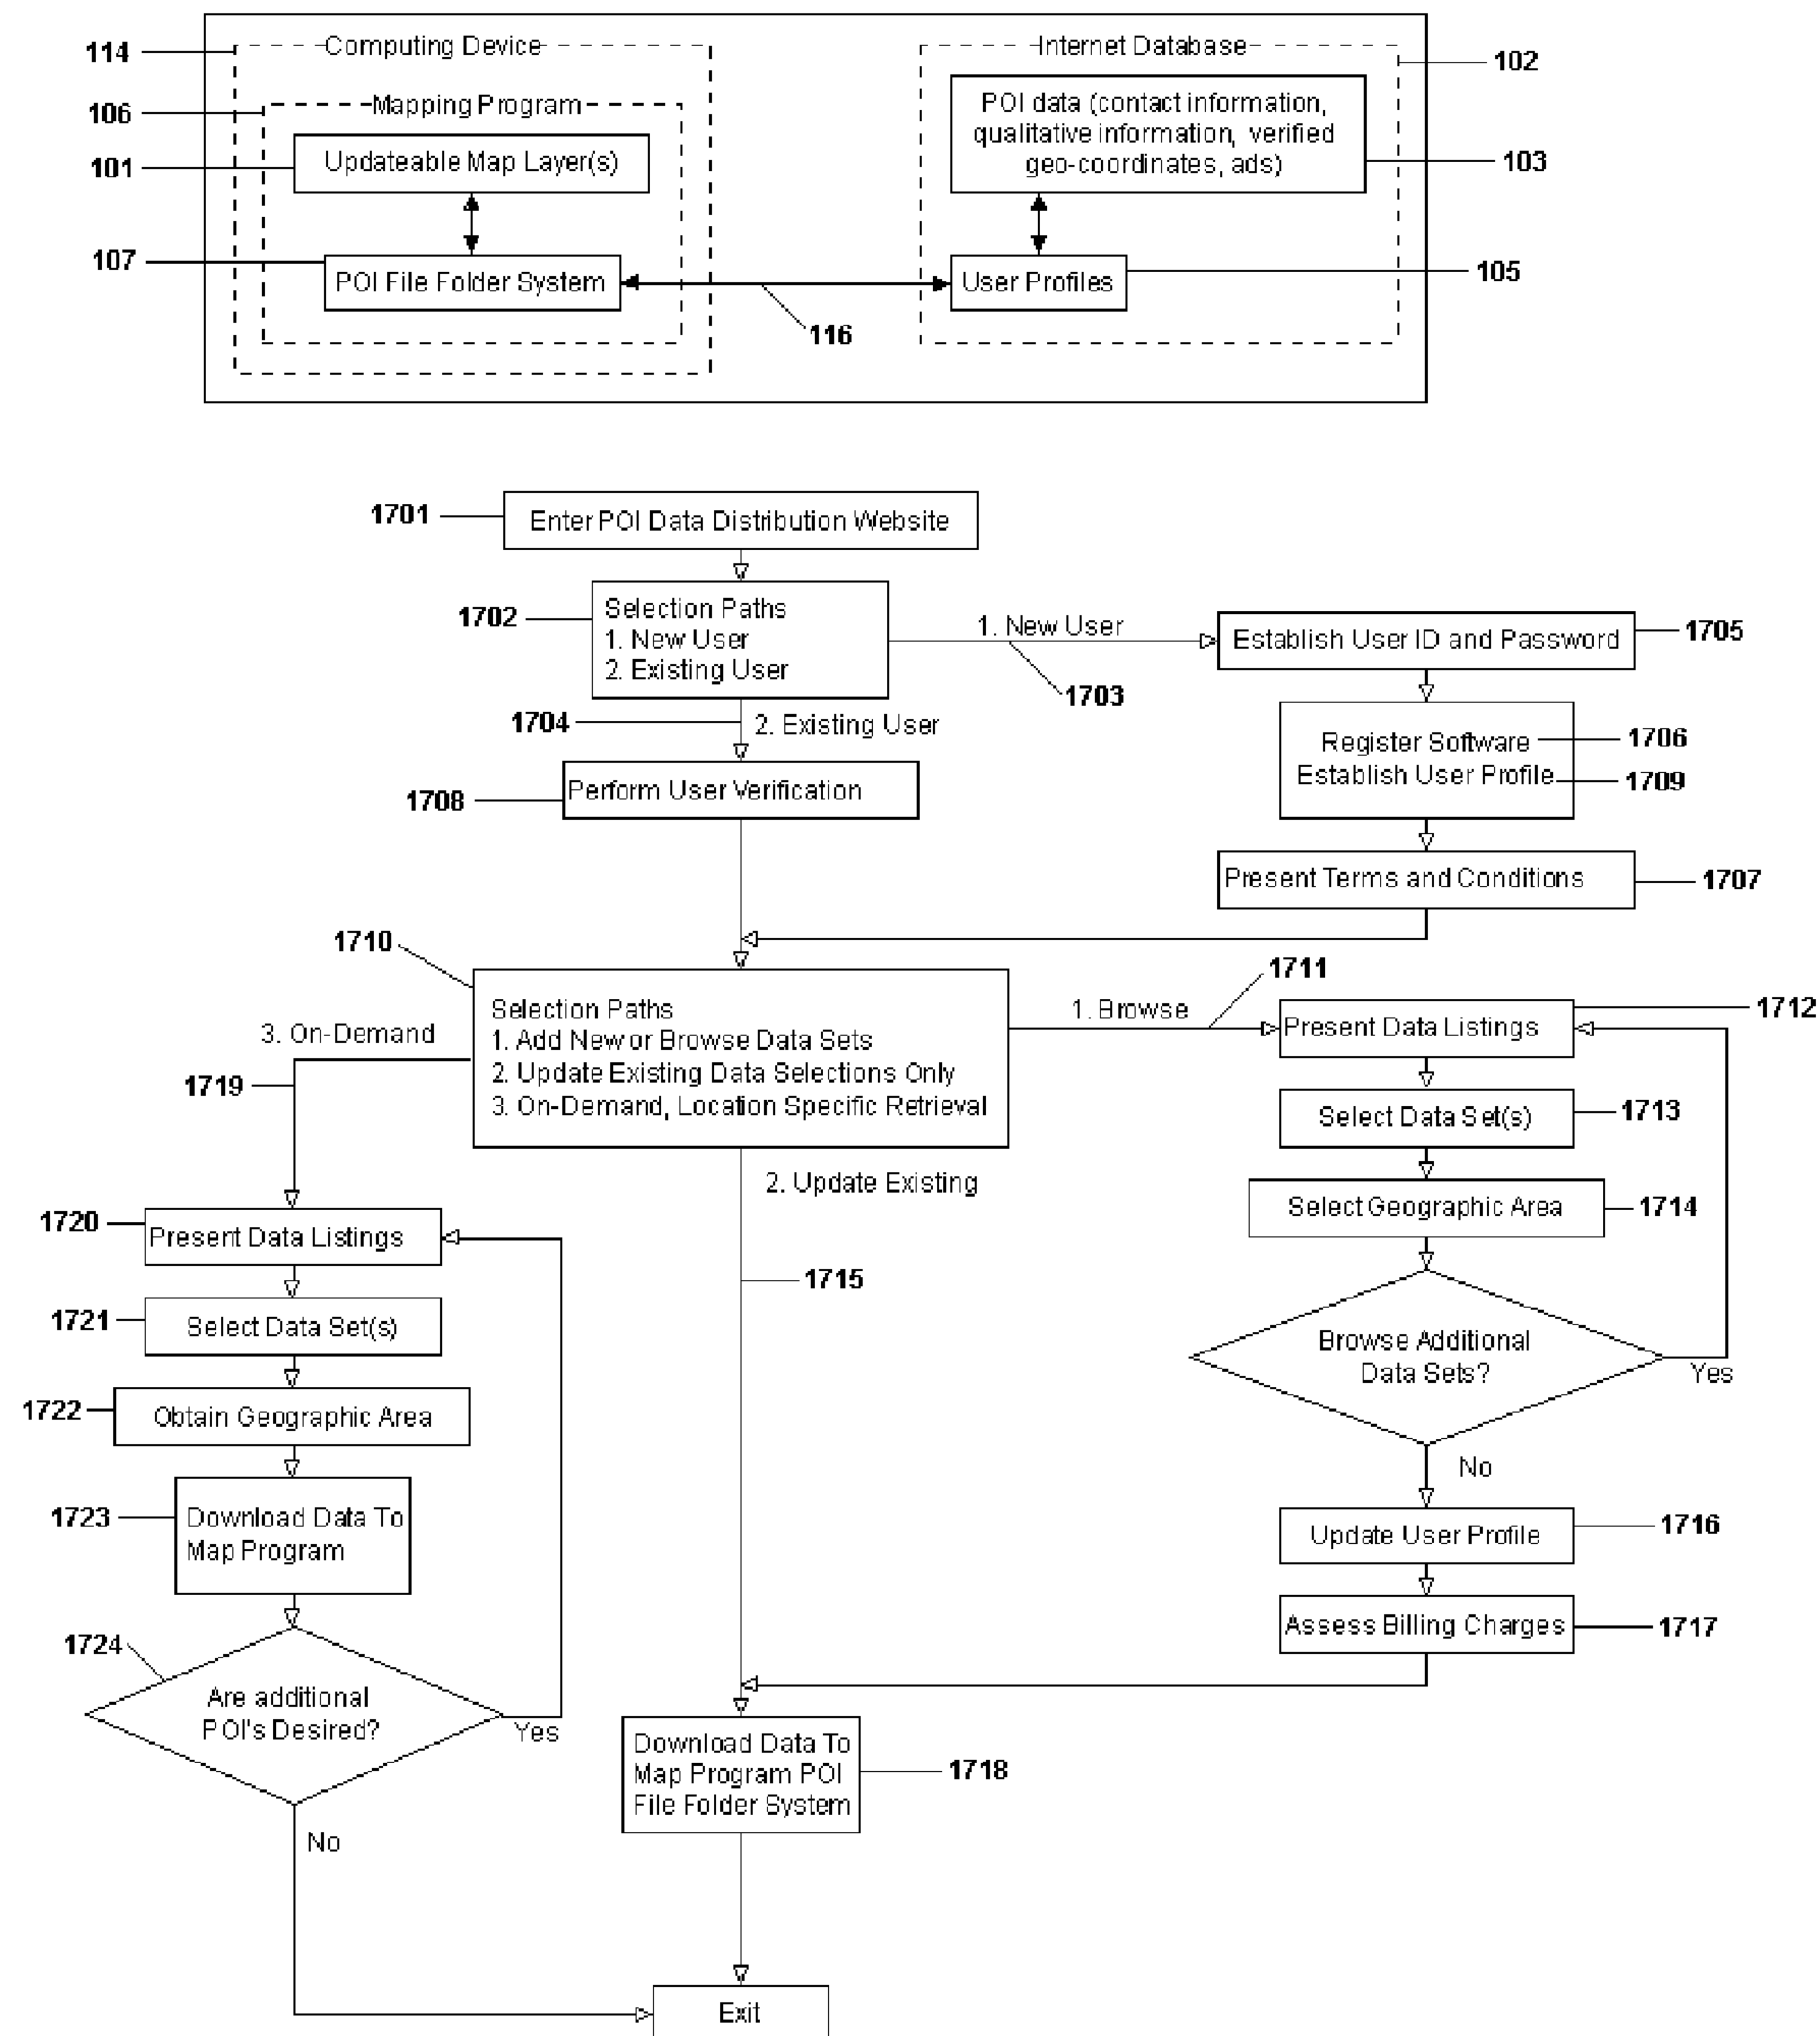 114
Computing Device
Internet Database
102
106
Mapping Program
POI data (contact information,
qualitative information, verified
geo-coordinates, ads)
103
101
Updateable Map Layer(s)
107
POI File Folder System
User Profiles
105
116
1701
Enter POI Data Distribution Website
1702
Selection Paths
1. New User
2. Existing User
1. New User
1703
Establish User ID and Password
1705
1704
2. Existing User
Register Software
1706
Establish User Profile
1709
1708
Perform User Verification
Present Terms and Conditions
1707
1710
Selection Paths
1. Add New or Browse Data Sets
2. Update Existing Data Selections Only
3. On-Demand, Location Specific Retrieval
1. Browse
1711
Present Data Listings
1712
3. On-Demand
1719
Select Data Set(s)
1713
2. Update Existing
Select Geographic Area
1714
1720
Present Data Listings
1715
1721
Select Data Set(s)
Browse Additional
Data Sets?
Yes
1722
Obtain Geographic Area
No
1723
Download Data To
Map Program
Update User Profile
1716
Assess Billing Charges
1717
1724
Are additional
POI's Desired?
Yes
Download Data To
Map Program POI
File Folder System
1718
No
Exit